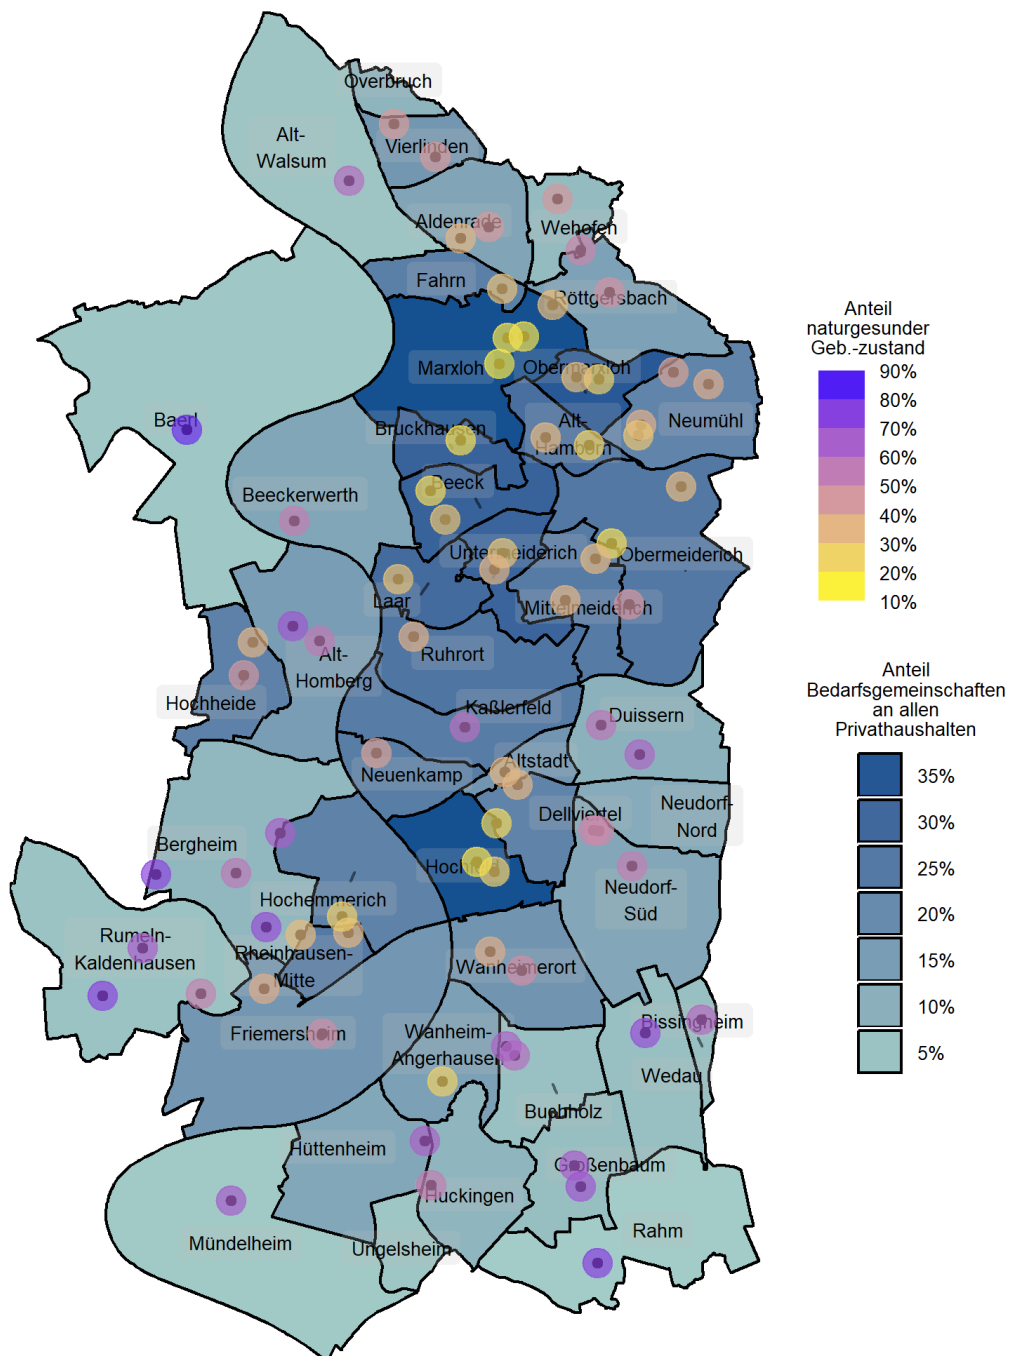 Overbruch
Alt-
Walsum
Vierlinden
Aldenrade
Wehofen
Fahrn
Röttgersbach
Marxloh
Obermarxloh
Baerl
Bruckhausen
Alt-
Hamborn
Neumühl
Beeck
Beeckerwerth
Untermeiderich
Obermeiderich
Laar
Mittelmeiderich
Alt-
Homberg
Ruhrort
Hochheide
Kaßlerfeld
Duissern
Neuenkamp
Altstadt
Dellviertel
Neudorf-
Nord
Bergheim
Hochfeld
Neudorf-
Süd
Hochemmerich
Rumeln-
Kaldenhausen
Rheinhausen-
Mitte
Wanheimerort
Friemersheim
Wanheim-
Angerhausen
Bissingheim
Wedau
Buchholz
Hüttenheim
Großenbaum
Huckingen
Mündelheim
Ungelsheim
Rahm
Anteil
naturgesunder
Geb.-zustand
90%
80%
70%
60%
50%
40%
30%
20%
10%
Anteil
Bedarfsgemeinschaften
an allen
Privathaushalten
35%
30%
25%
20%
15%
10%
5%